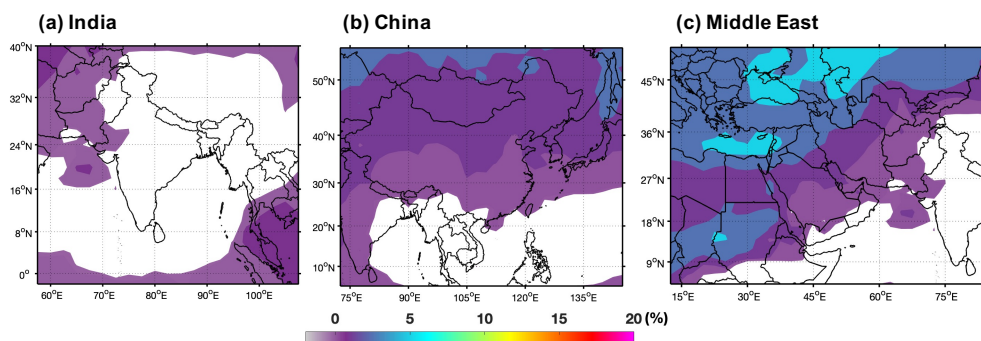 (a) India
(b) China
(c) Middle East
40°N
32°N
24°N
16°N
8°N
0°
60°E
70°E
80°E
90°E
100°E
50°N
40°N
30°N
20°N
10°N
75°E
90°E
105°E
120°E
135°E
45°N
36°N
27°N
18°N
9°N
15°E
30°E
45°E
60°E
75°E
0 5 10 15 20 (%)